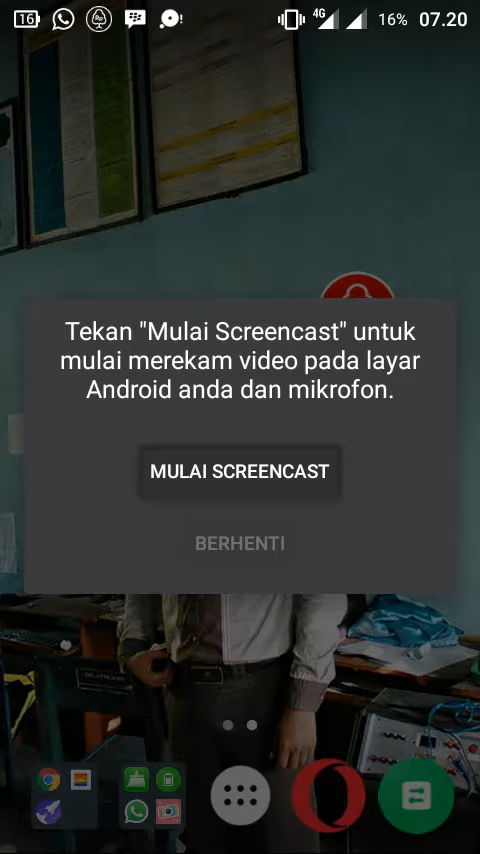 16
4G
16%
07.20
Tekan "Mulai Screencast" untuk
mulai merekam video pada layar
Android anda dan mikrofon.
MULAI SCREENCAST
BERHENTI